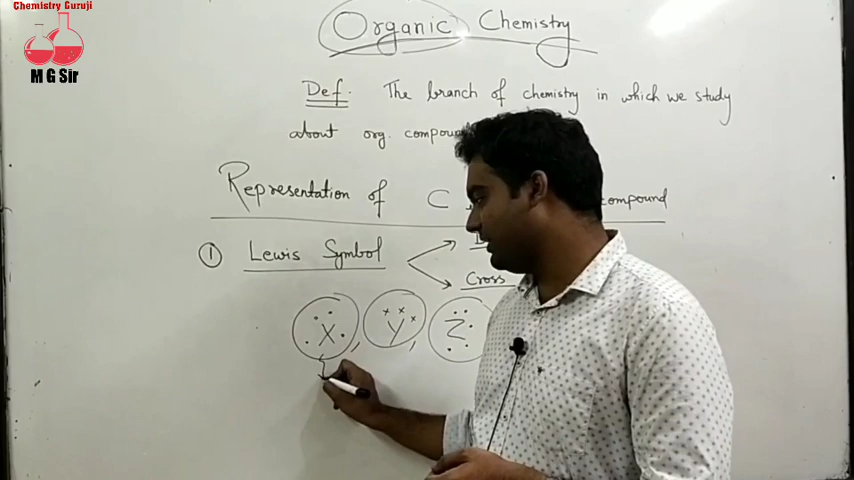 Chemistry Guruji
M G Sir
Organic Chemistry
Def. The branch of chemistry in which we study
about org.
Representation of C compound
① Lewis Symbol
Cross
X, Y, Z